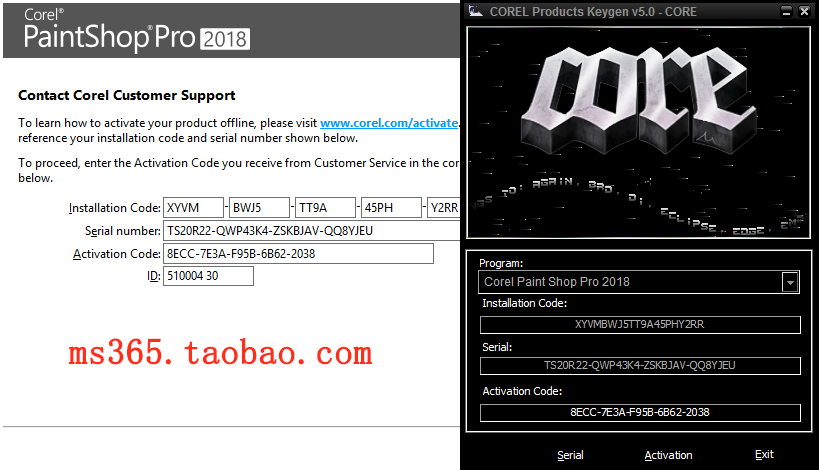 Corel®
PaintShop® Pro 2018
Contact Corel Customer Support
To learn how to activate your product offline, please visit www.corel.com/activate.
reference your installation code and serial number shown below.
To proceed, enter the Activation Code you receive from Customer Service in the cor
below.
Installation Code: XYVM - BWJ5 - TT9A - 45PH - Y2RR
Serial number: TS20R22-QWP43K4-ZSKBJAV-QQ8YJEU
Activation Code: 8ECC-7E3A-F95B-6B62-2038
ID: 510004 30
ms365.taobao.com
COREL Products Keygen v5.0 - CORE
CORE
GS TO: AGAIN, BAD, DI, ECLIPSE, EDGE, EMS
Program:
Corel Paint Shop Pro 2018
Installation Code:
XYVMBWJ5TT9A45PHY2RR
Serial:
TS20R22-QWP43K4-ZSKBJAV-QQ8YJEU
Activation Code:
8ECC-7E3A-F95B-6B62-2038
Serial Activation Exit